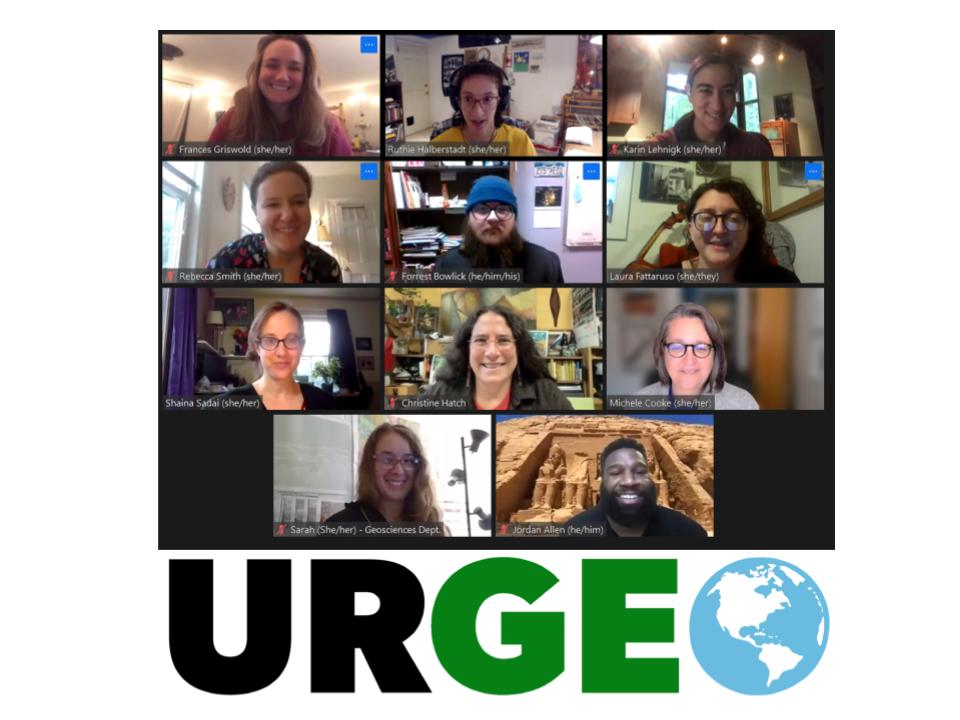 Frances Griswold (she/her)
Ruthie Halberstadt (she/her)
Karin Lehnigk (she/her)
Rebecca Smith (she/her)
Forrest Bowlick (he/him/his)
Laura Fattaruso (she/they)
Shaina Sadai (she/her)
Christine Hatch
Michele Cooke (she/her)
Sarah (She/her) - Geosciences Dept.
Jordan Allen (he/him)
URGE